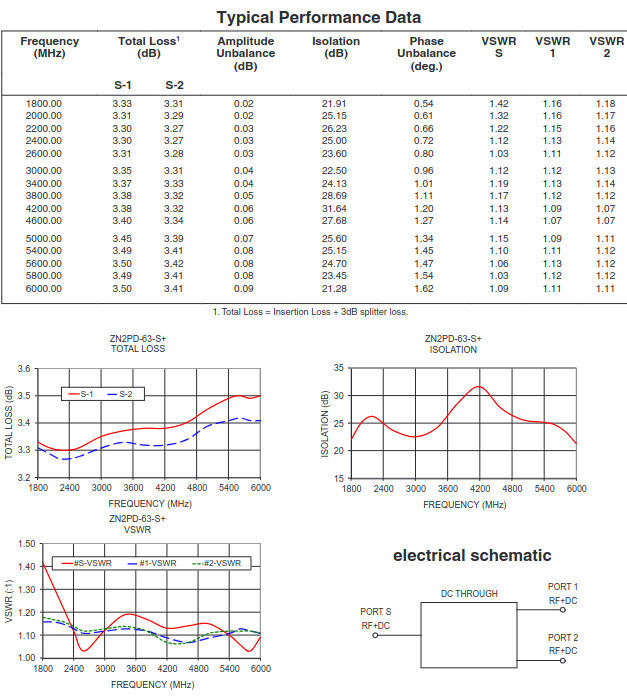 Typical Performance Data
Frequency (MHz) Total Loss¹ (dB) Amplitude Unbalance (dB) Isolation (dB) Phase Unbalance (deg.) VSWR S VSWR 1 VSWR 2
S-1 S-2
1800.00 3.33 3.31 0.02 21.91 0.54 1.42 1.16 1.18
2000.00 3.31 3.29 0.02 25.15 0.61 1.32 1.16 1.17
2200.00 3.30 3.27 0.03 26.23 0.66 1.22 1.15 1.16
2400.00 3.30 3.27 0.03 25.00 0.72 1.12 1.13 1.14
2600.00 3.31 3.28 0.03 23.60 0.80 1.03 1.11 1.12
3000.00 3.35 3.31 0.04 22.50 0.96 1.12 1.12 1.13
3400.00 3.37 3.33 0.04 24.13 1.01 1.19 1.13 1.14
3800.00 3.38 3.32 0.05 28.69 1.11 1.17 1.12 1.12
4200.00 3.38 3.32 0.06 31.64 1.20 1.13 1.09 1.07
4600.00 3.40 3.34 0.06 27.68 1.27 1.14 1.07 1.07
5000.00 3.45 3.39 0.07 25.60 1.34 1.15 1.09 1.11
5400.00 3.49 3.41 0.08 25.15 1.45 1.10 1.11 1.12
5600.00 3.50 3.42 0.08 24.70 1.47 1.06 1.13 1.12
5800.00 3.49 3.41 0.08 23.45 1.54 1.03 1.12 1.12
6000.00 3.50 3.41 0.09 21.28 1.62 1.09 1.11 1.11
1. Total Loss = Insertion Loss + 3dB splitter loss.
ZN2PD-63-S+
TOTAL LOSS
TOTAL LOSS (dB)
3.6
3.5
3.4
3.3
3.2
S-1 S-2
1800 2400 3000 3600 4200 4800 5400 6000
FREQUENCY (MHz)
ZN2PD-63-S+
ISOLATION
ISOLATION (dB)
35
30
25
20
15
1800 2400 3000 3600 4200 4800 5400 6000
FREQUENCY (MHz)
ZN2PD-63-S+
VSWR
VSWR (:1)
1.50
1.40
1.30
1.20
1.10
1.00
#S-VSWR #1-VSWR #2-VSWR
1800 2400 3000 3600 4200 4800 5400 6000
FREQUENCY (MHz)
electrical schematic
DC THROUGH
PORT S
RF+DC
PORT 1
RF+DC
PORT 2
RF+DC